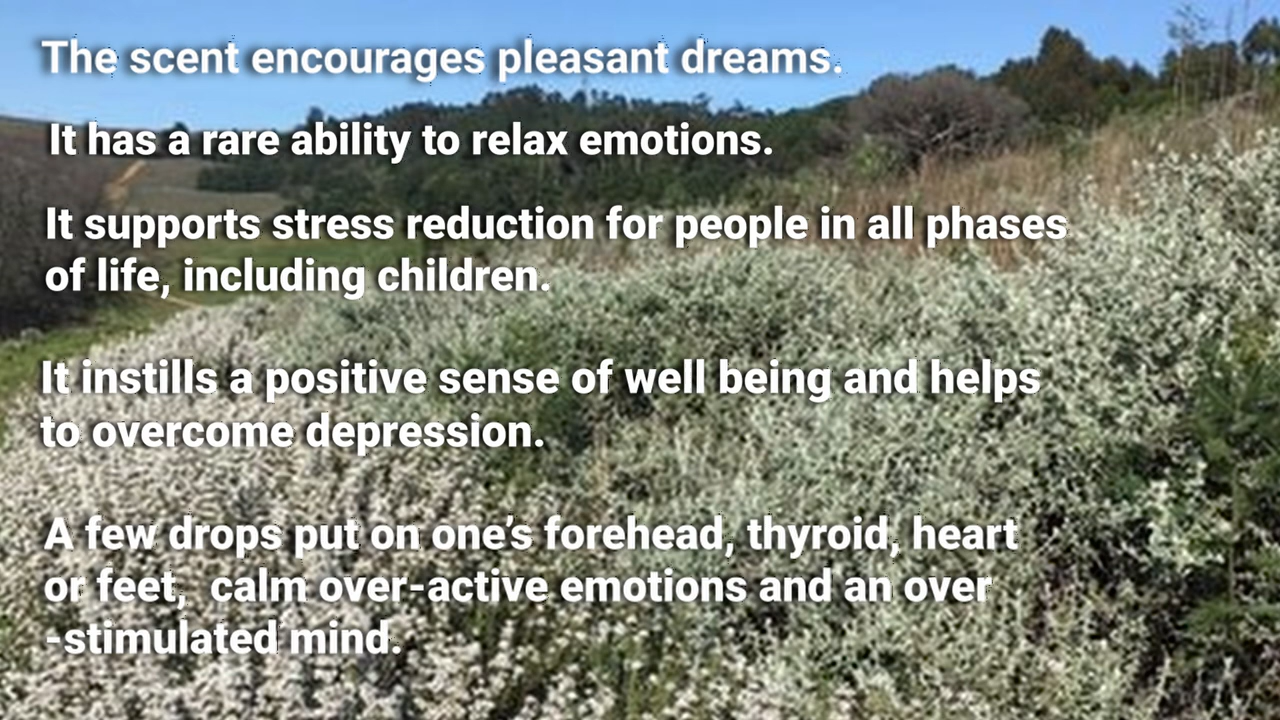 The scent encourages pleasant dreams.
It has a rare ability to relax emotions.
It supports stress reduction for people in all phases
of life, including children.
It instills a positive sense of well being and helps
to overcome depression.
A few drops put on one’s forehead, thyroid, heart
or feet,  calm over-active emotions and an over
-stimulated mind.